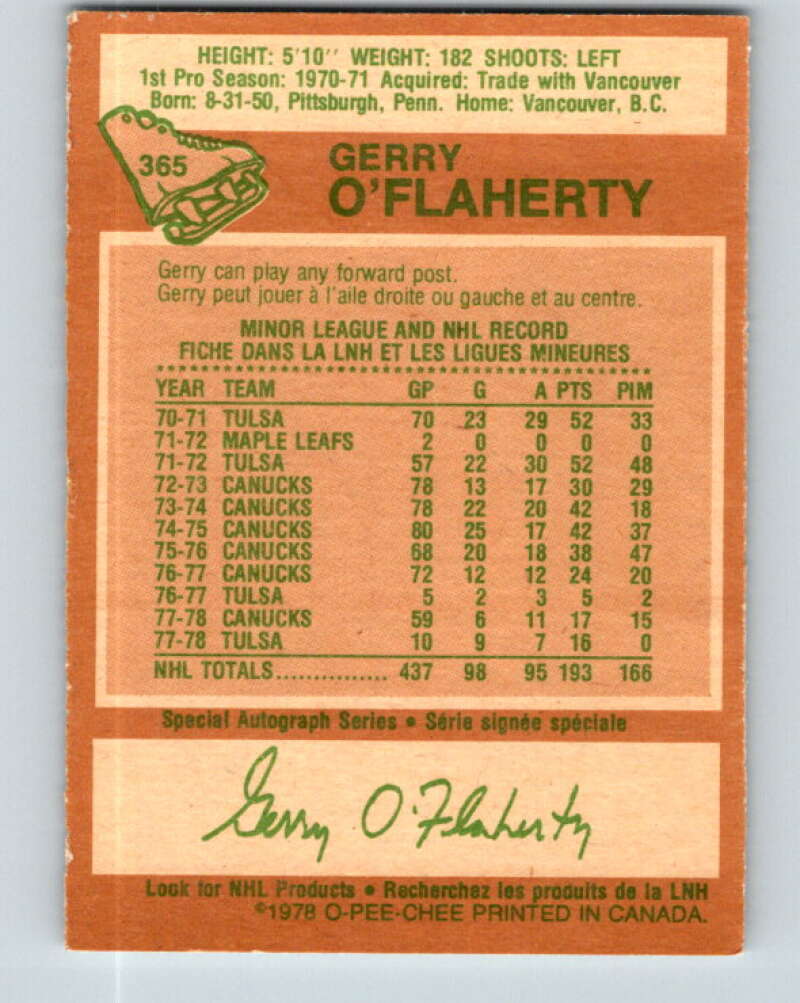 HEIGHT: 5'10" WEIGHT: 182 SHOOTS: LEFT
1st Pro Season: 1970-71 Acquired: Trade with Vancouver
Born: 8-31-50, Pittsburgh, Penn. Home: Vancouver, B.C.
365
GERRY
O'FLAHERTY
Gerry can play any forward post.
Gerry peut jouer à l'aile droite ou gauche et au centre.
MINOR LEAGUE AND NHL RECORD
FICHE DANS LA LNH ET LES LIGUES MINEURES
YEAR TEAM GP G A PTS PIM
70-71 TULSA 70 23 29 52 33
71-72 MAPLE LEAFS 2 0 0 0 0
71-72 TULSA 57 22 30 52 48
72-73 CANUCKS 78 13 17 30 29
73-74 CANUCKS 78 22 20 42 18
74-75 CANUCKS 80 25 17 42 37
75-76 CANUCKS 68 20 18 38 47
76-77 CANUCKS 72 12 12 24 20
76-77 TULSA 5 2 3 5 2
77-78 CANUCKS 59 6 11 17 15
77-78 TULSA 10 9 7 16 0
NHL TOTALS............... 437 98 95 193 166
Special Autograph Series • Série signée spéciale
Gerry O'Flaherty
Look for NHL Products • Recherchez les produits de la LNH
©1978 O-PEE-CHEE PRINTED IN CANADA.